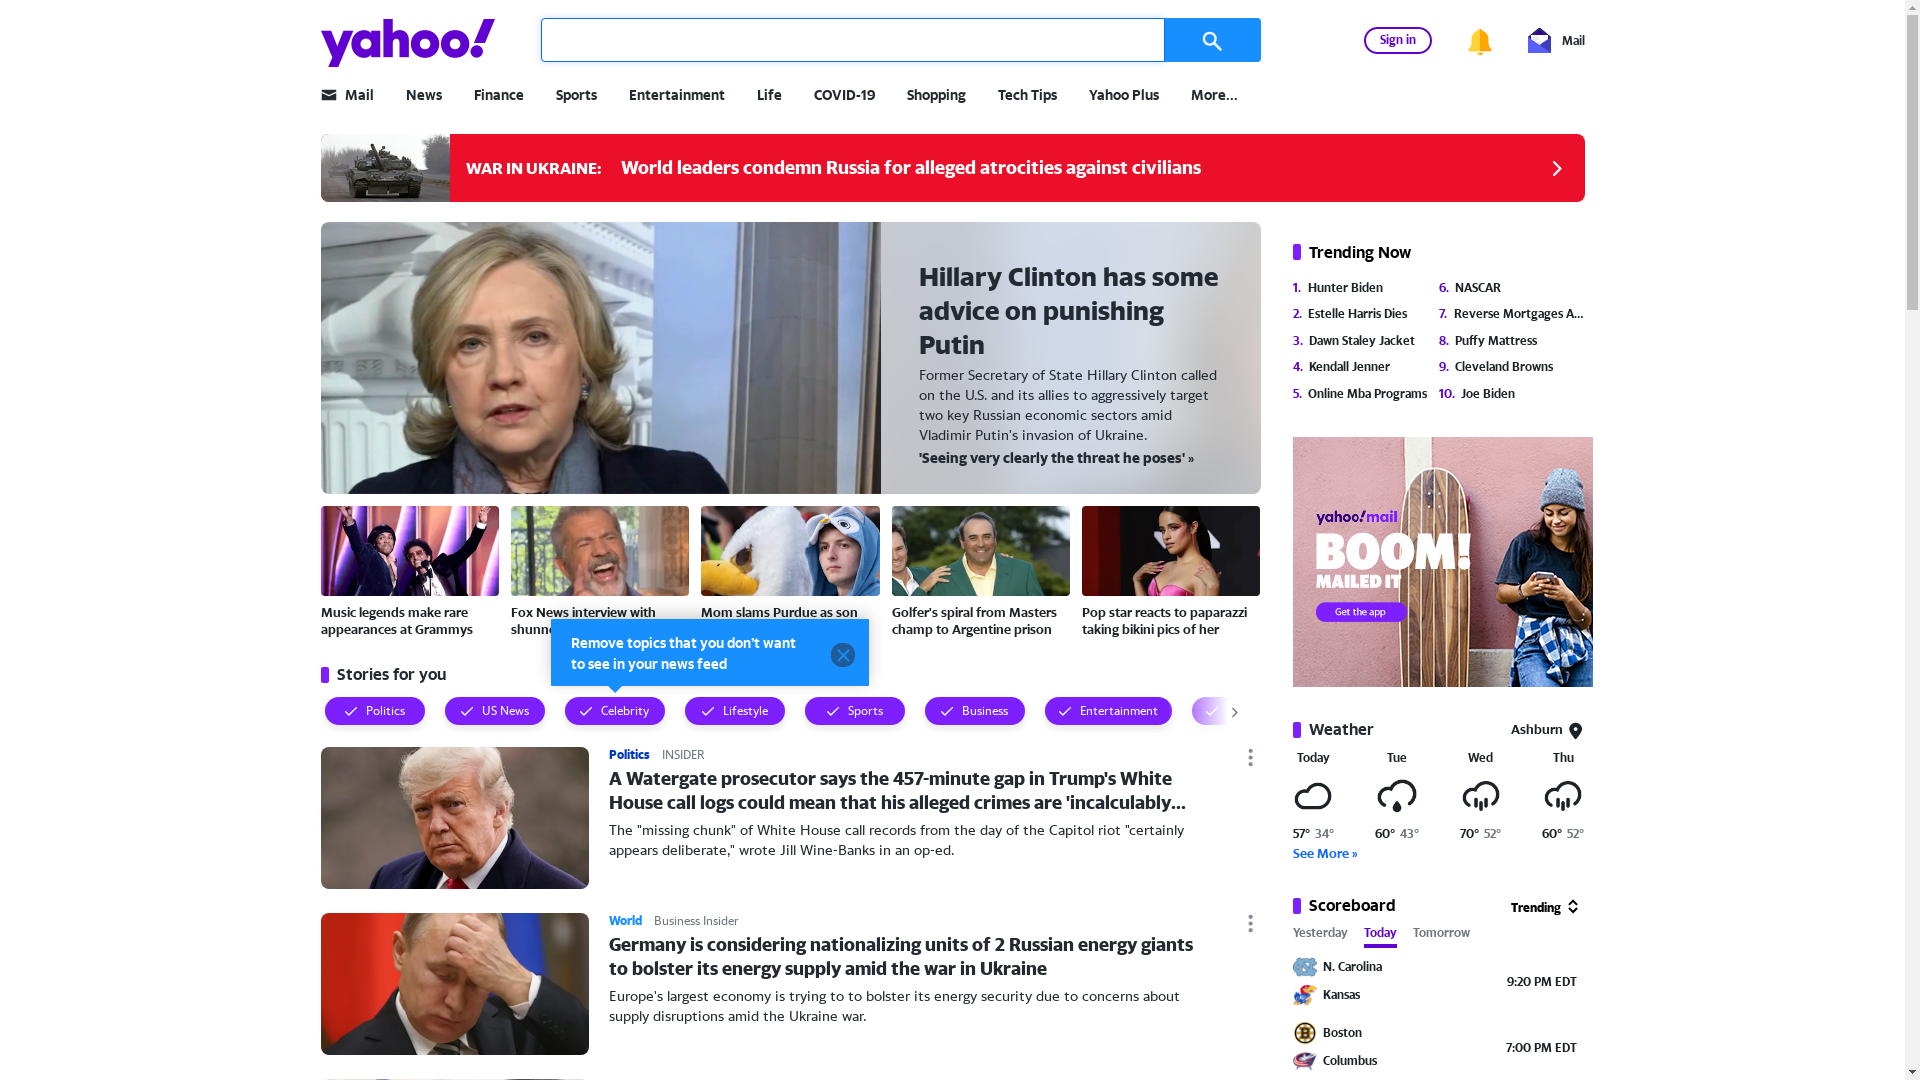 yahoo!
Sign in
Mail
Mail
News
Finance
Sports
Entertainment
Life
COVID-19
Shopping
Tech Tips
Yahoo Plus
More...
WAR IN UKRAINE:
World leaders condemn Russia for alleged atrocities against civilians
Hillary Clinton has some
advice on punishing
Putin
Former Secretary of State Hillary Clinton called
on the U.S. and its allies to aggressively target
two key Russian economic sectors amid
Vladimir Putin's invasion of Ukraine.
'Seeing very clearly the threat he poses' »
Music legends make rare
appearances at Grammys
Fox News interview with
Mom slams Purdue as son
Golfer's spiral from Masters
champ to Argentine prison
Pop star reacts to paparazzi
taking bikini pics of her
Remove topics that you don't want
to see in your news feed
Stories for you
Politics
US News
Celebrity
Lifestyle
Sports
Business
Entertainment
Politics
INSIDER
A Watergate prosecutor says the 457-minute gap in Trump's White
House call logs could mean that his alleged crimes are 'incalculably...
The "missing chunk" of White House call records from the day of the Capitol riot "certainly
appears deliberate," wrote Jill Wine-Banks in an op-ed.
World
Business Insider
Germany is considering nationalizing units of 2 Russian energy giants
to bolster its energy supply amid the war in Ukraine
Europe's largest economy is trying to to bolster its energy security due to concerns about
supply disruptions amid the Ukraine war.
Trending Now
1. Hunter Biden
2. Estelle Harris Dies
3. Dawn Staley Jacket
4. Kendall Jenner
5. Online Mba Programs
6. NASCAR
7. Reverse Mortgages A...
8. Puffy Mattress
9. Cleveland Browns
10. Joe Biden
yahoo!mail
BOOM!
MAILED IT
Get the app
Weather
Ashburn
Today
Tue
Wed
Thu
57° 34°
60° 43°
70° 52°
60° 52°
See More »
Scoreboard
Trending
Yesterday
Today
Tomorrow
N. Carolina
Kansas
9:20 PM EDT
Boston
Columbus
7:00 PM EDT